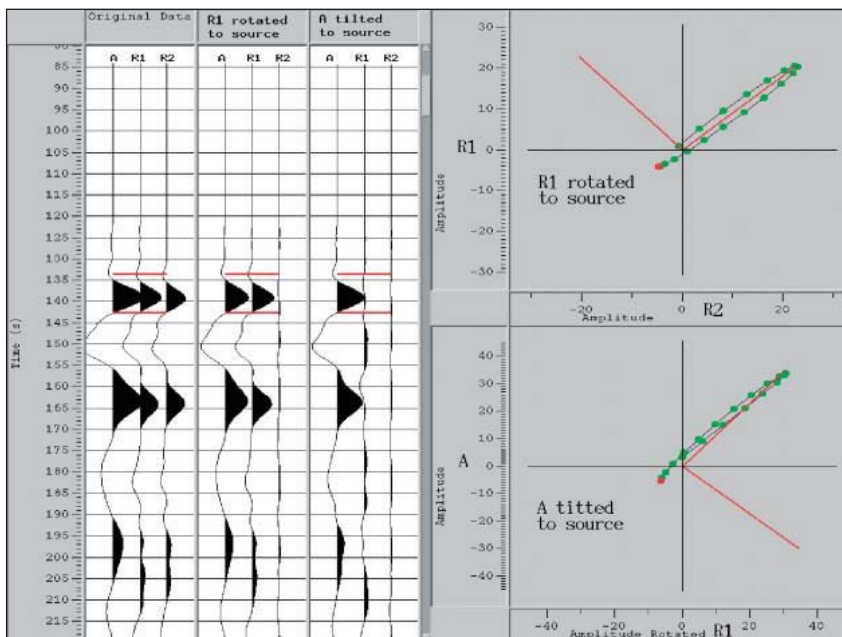 Original Data
R1 rotated
to source
A tilted
to source
A R1 R2
A R1 R2
A R1 R2
85
90
95
100
105
110
115
120
125
130
135
140
145
150
155
160
165
170
175
180
185
190
195
200
205
210
215
Time (s)
30
20
10
0
-10
-20
-30
R1
Amplitude
R1 rotated
to source
-20
0
20
Amplitude
R2
40
30
20
10
0
-10
-20
-30
-40
A
Amplitude
A titted
to source
-40
-20
0
20
40
Amplitude Rotated
R1